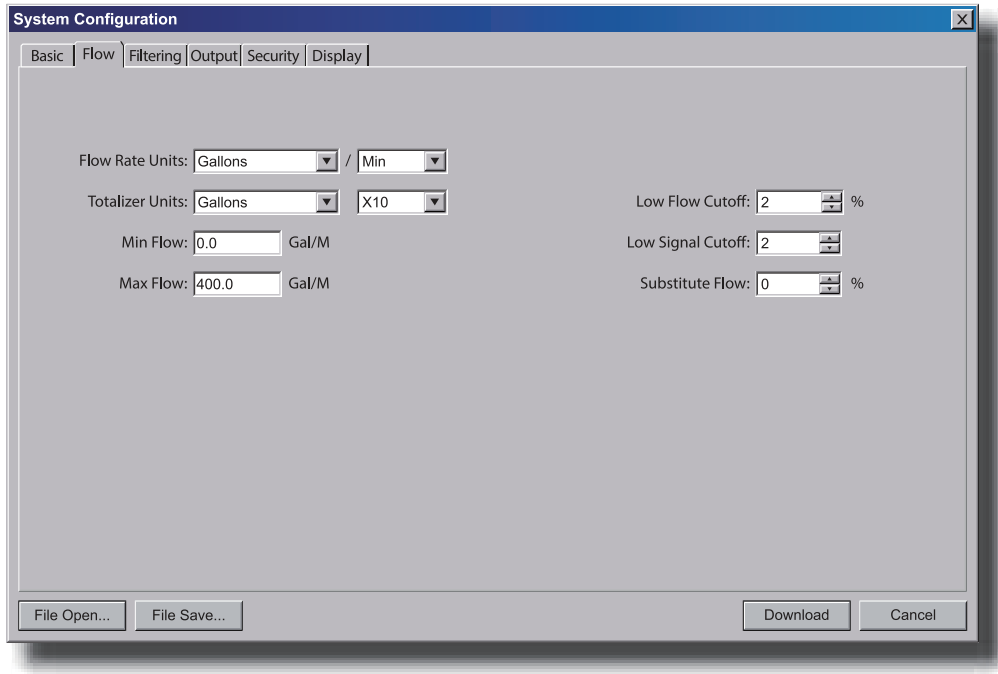 System Configuration
Basic Flow Filtering Output Security Display
Flow Rate Units: Gallons / Min
Totalizer Units: Gallons X10 Low Flow Cutoff: 2 %
Min Flow: 0.0 Gal/M Low Signal Cutoff: 2
Max Flow: 400.0 Gal/M Substitute Flow: 0 %
File Open... File Save... Download Cancel